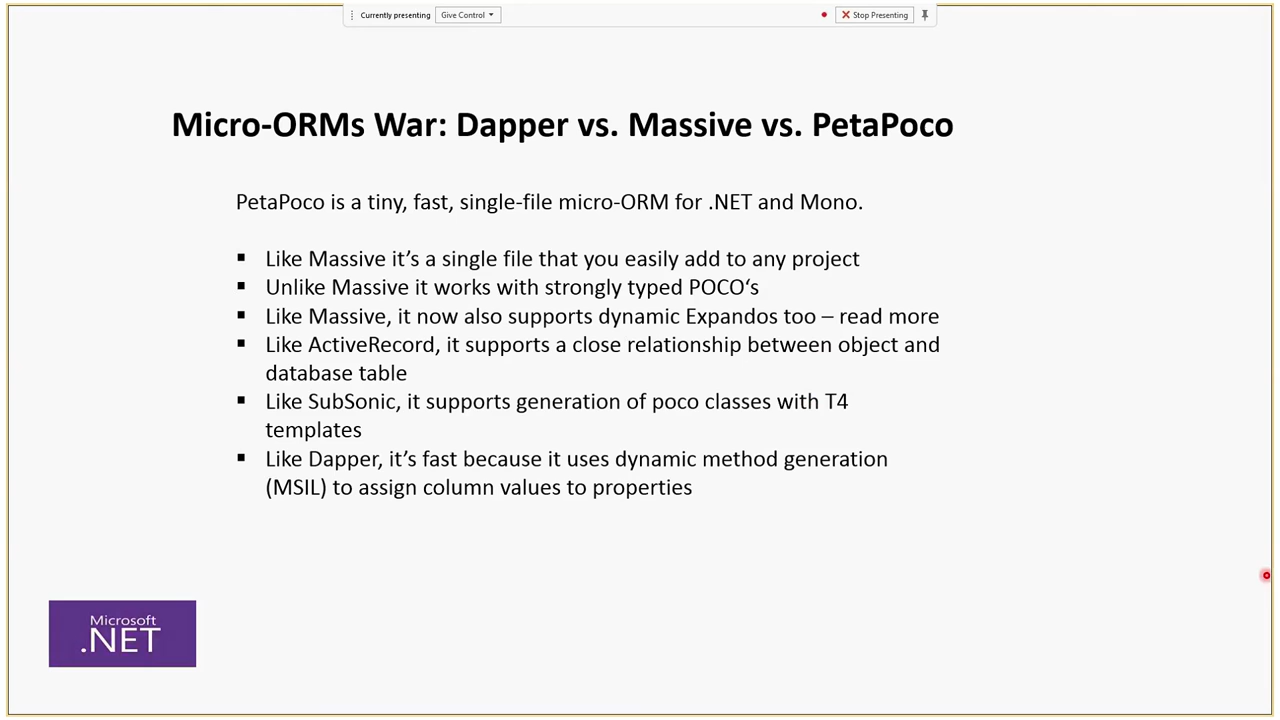 Currently presenting Give Control Stop Presenting
Micro-ORMs War: Dapper vs. Massive vs. PetaPoco
PetaPoco is a tiny, fast, single-file micro-ORM for .NET and Mono.
▪ Like Massive it’s a single file that you easily add to any project
▪ Unlike Massive it works with strongly typed POCO‘s
▪ Like Massive, it now also supports dynamic Expandos too – read more
▪ Like ActiveRecord, it supports a close relationship between object and
database table
▪ Like SubSonic, it supports generation of poco classes with T4
templates
▪ Like Dapper, it’s fast because it uses dynamic method generation
(MSIL) to assign column values to properties
Microsoft
.NET